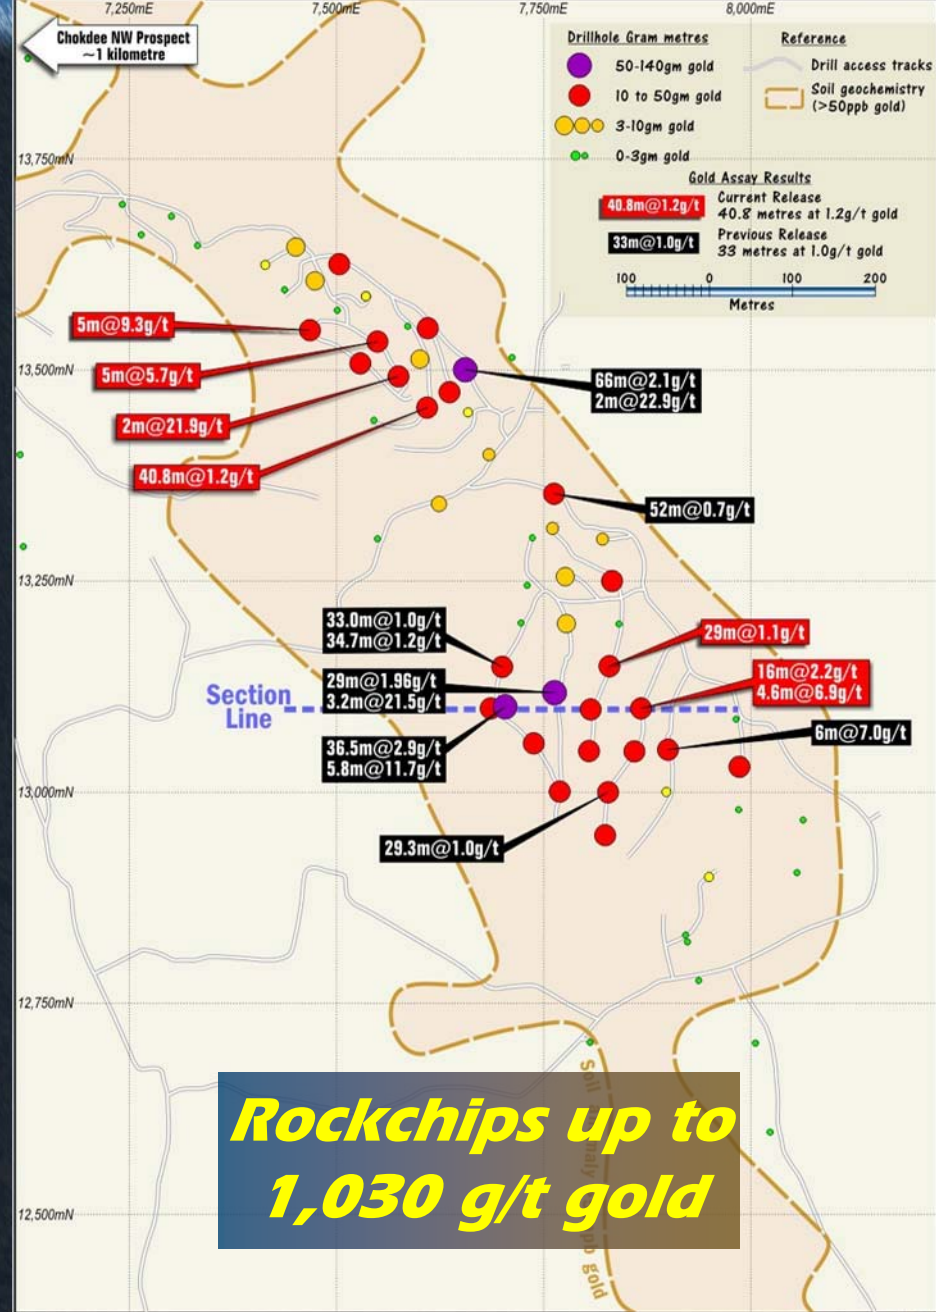 7,250mE
7,500mE
7,750mE
8,000mE
Chokdee NW Prospect
~1 kilometre
Drillhole Gram metres
50-140gm gold
10 to 50gm gold
3-10gm gold
0-3gm gold
Reference
Drill access tracks
Soil geochemistry
(>50ppb gold)
Gold Assay Results
40.8m@1.2g/t
Current Release
40.8 metres at 1.2g/t gold
33m@1.0g/t
Previous Release
33 metres at 1.0g/t gold
100
0
100
200
Metres
13,750mN
5m@9.3g/t
13,500mN
5m@5.7g/t
66m@2.1g/t
2m@22.9g/t
2m@21.9g/t
40.8m@1.2g/t
52m@0.7g/t
13,250mN
33.0m@1.0g/t
34.7m@1.2g/t
29m@1.1g/t
29m@1.96g/t
3.2m@21.5g/t
16m@2.2g/t
4.6m@6.9g/t
Section
Line
6m@7.0g/t
36.5m@2.9g/t
5.8m@11.7g/t
13,000mN
29.3m@1.0g/t
12,750mN
Soil
Rockchips up to
1,030 g/t gold
12,500mN
gold